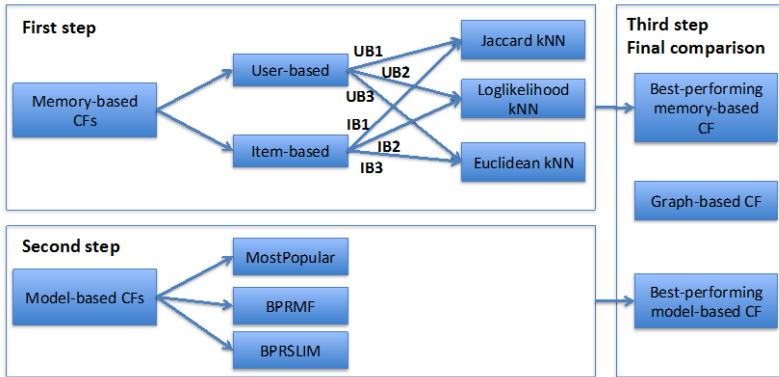 First step
Memory-based
CFs
User-based
Item-based
UB1
UB2
UB3
IB1
IB2
IB3
Jaccard kNN
Loglikelihood
kNN
Euclidean kNN
Second step
Model-based CFs
MostPopular
BPRMF
BPRSLIM
Third step
Final comparison
Best-performing
memory-based
CF
Graph-based CF
Best-performing
model-based CF